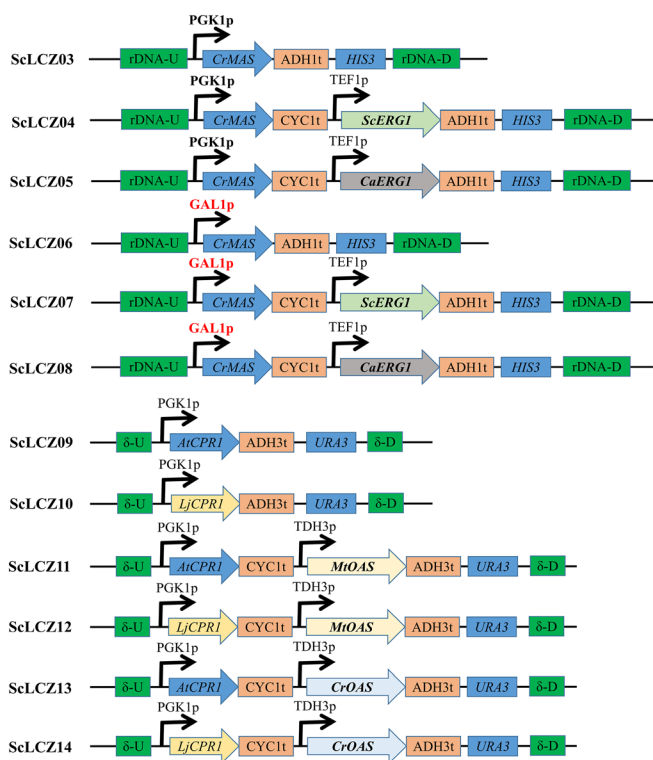 PGK1p
ScLCZ03 rDNA-U CrMAS ADH1t HIS3 rDNA-D
PGK1p TEF1p
ScLCZ04 rDNA-U CrMAS CYC1t ScERG1 ADH1t HIS3 rDNA-D
PGK1p TEF1p
ScLCZ05 rDNA-U CrMAS CYC1t CaERG1 ADH1t HIS3 rDNA-D
GAL1p
ScLCZ06 rDNA-U CrMAS ADH1t HIS3 rDNA-D
GAL1p TEF1p
ScLCZ07 rDNA-U CrMAS CYC1t ScERG1 ADH1t HIS3 rDNA-D
GAL1p TEF1p
ScLCZ08 rDNA-U CrMAS CYC1t CaERG1 ADH1t HIS3 rDNA-D
PGK1p
ScLCZ09 δ-U AtCPR1 ADH3t URA3 δ-D
PGK1p
ScLCZ10 δ-U LjCPR1 ADH3t URA3 δ-D
PGK1p TDH3p
ScLCZ11 δ-U AtCPR1 CYC1t MtOAS ADH3t URA3 δ-D
PGK1p TDH3p
ScLCZ12 δ-U LjCPR1 CYC1t MtOAS ADH3t URA3 δ-D
PGK1p TDH3p
ScLCZ13 δ-U AtCPR1 CYC1t CrOAS ADH3t URA3 δ-D
PGK1p TDH3p
ScLCZ14 δ-U LjCPR1 CYC1t CrOAS ADH3t URA3 δ-D